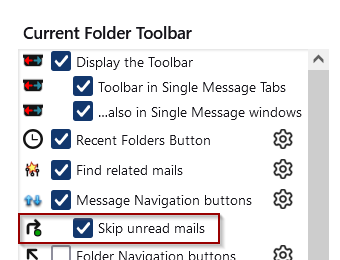 Current Folder Toolbar
Display the Toolbar
Toolbar in Single Message Tabs
...also in Single Message windows
Recent Folders Button
Find related mails
Message Navigation buttons
Skip unread mails
Folder Navigation buttons